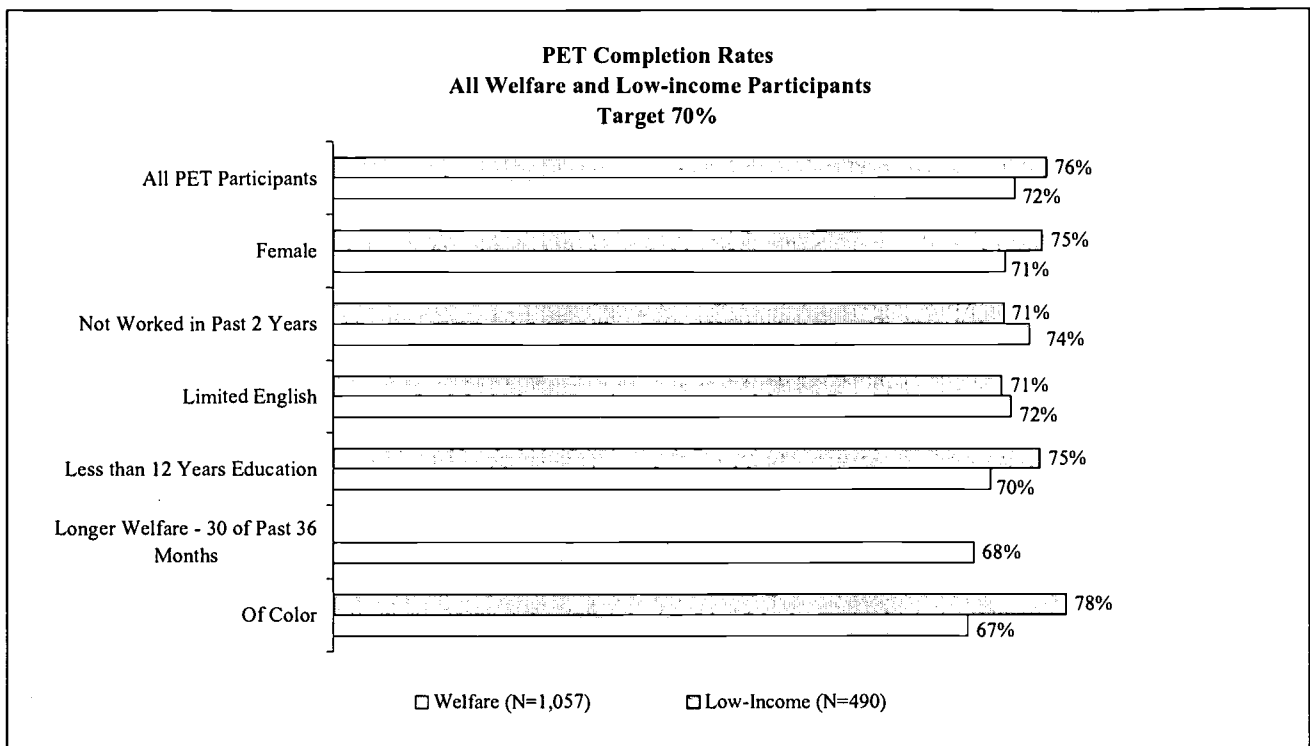 PET Completion Rates
All Welfare and Low-income Participants
Target 70%
All PET Participants
76%
72%
Female
75%
71%
Not Worked in Past 2 Years
71%
74%
Limited English
71%
72%
Less than 12 Years Education
75%
70%
Longer Welfare - 30 of Past 36
Months
68%
Of Color
78%
67%
Welfare (N=1,057) Low-Income (N=490)